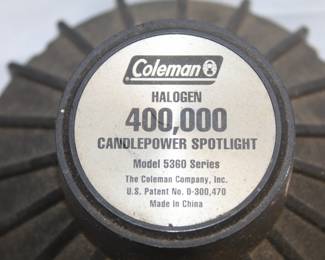 Coleman
HALOGEN
400,000
CANDLEPOWER SPOTLIGHT
Model 5360 Series
The Coleman Company, Inc.
U.S. Patent No. D-300,470
Made in China